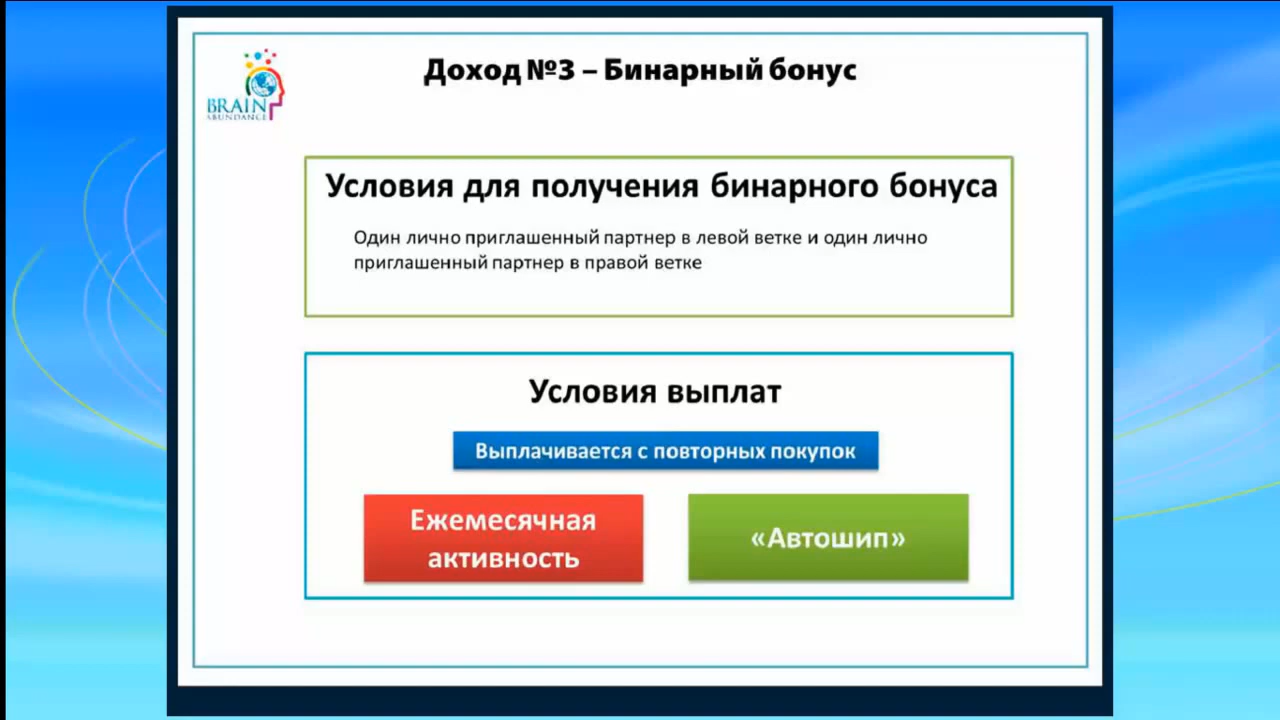 Доход №3 – Бинарный бонус
BRAIN
ABUNDANCE
Условия для получения бинарного бонуса
Один лично приглашенный партнер в левой ветке и один лично
приглашенный партнер в правой ветке
Условия выплат
Выплачивается с повторных покупок
Ежемесячная
активность
«Автошип»